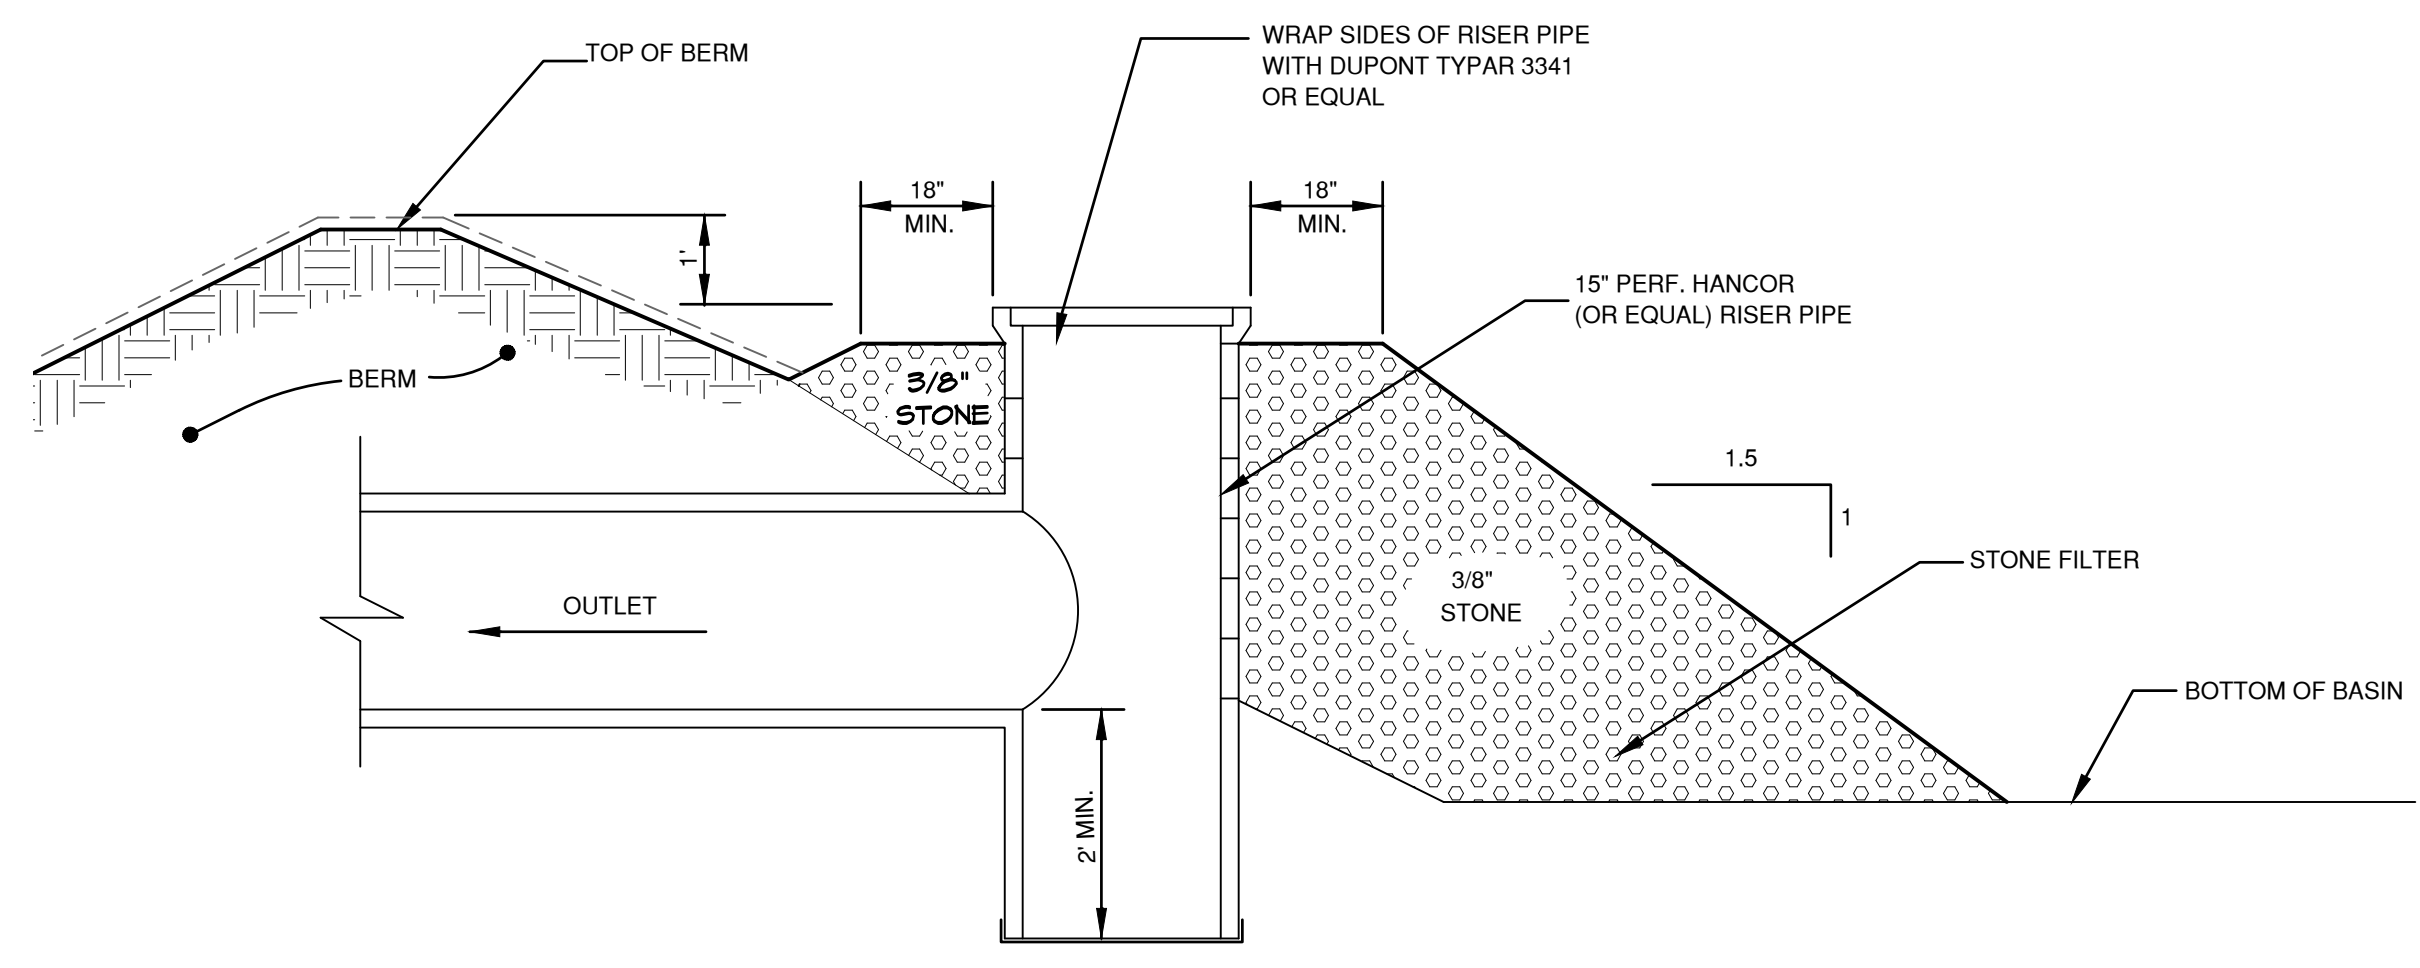 TOP OF BERM
WRAP SIDES OF RISER PIPE
WITH DUPONT TYPAR 3341
OR EQUAL
18"
MIN.
18"
MIN.
1'
15" PERF. HANCOR
(OR EQUAL) RISER PIPE
BERM
3/8"
STONE
1.5
1
STONE FILTER
3/8"
STONE
OUTLET
BOTTOM OF BASIN
2' MIN.